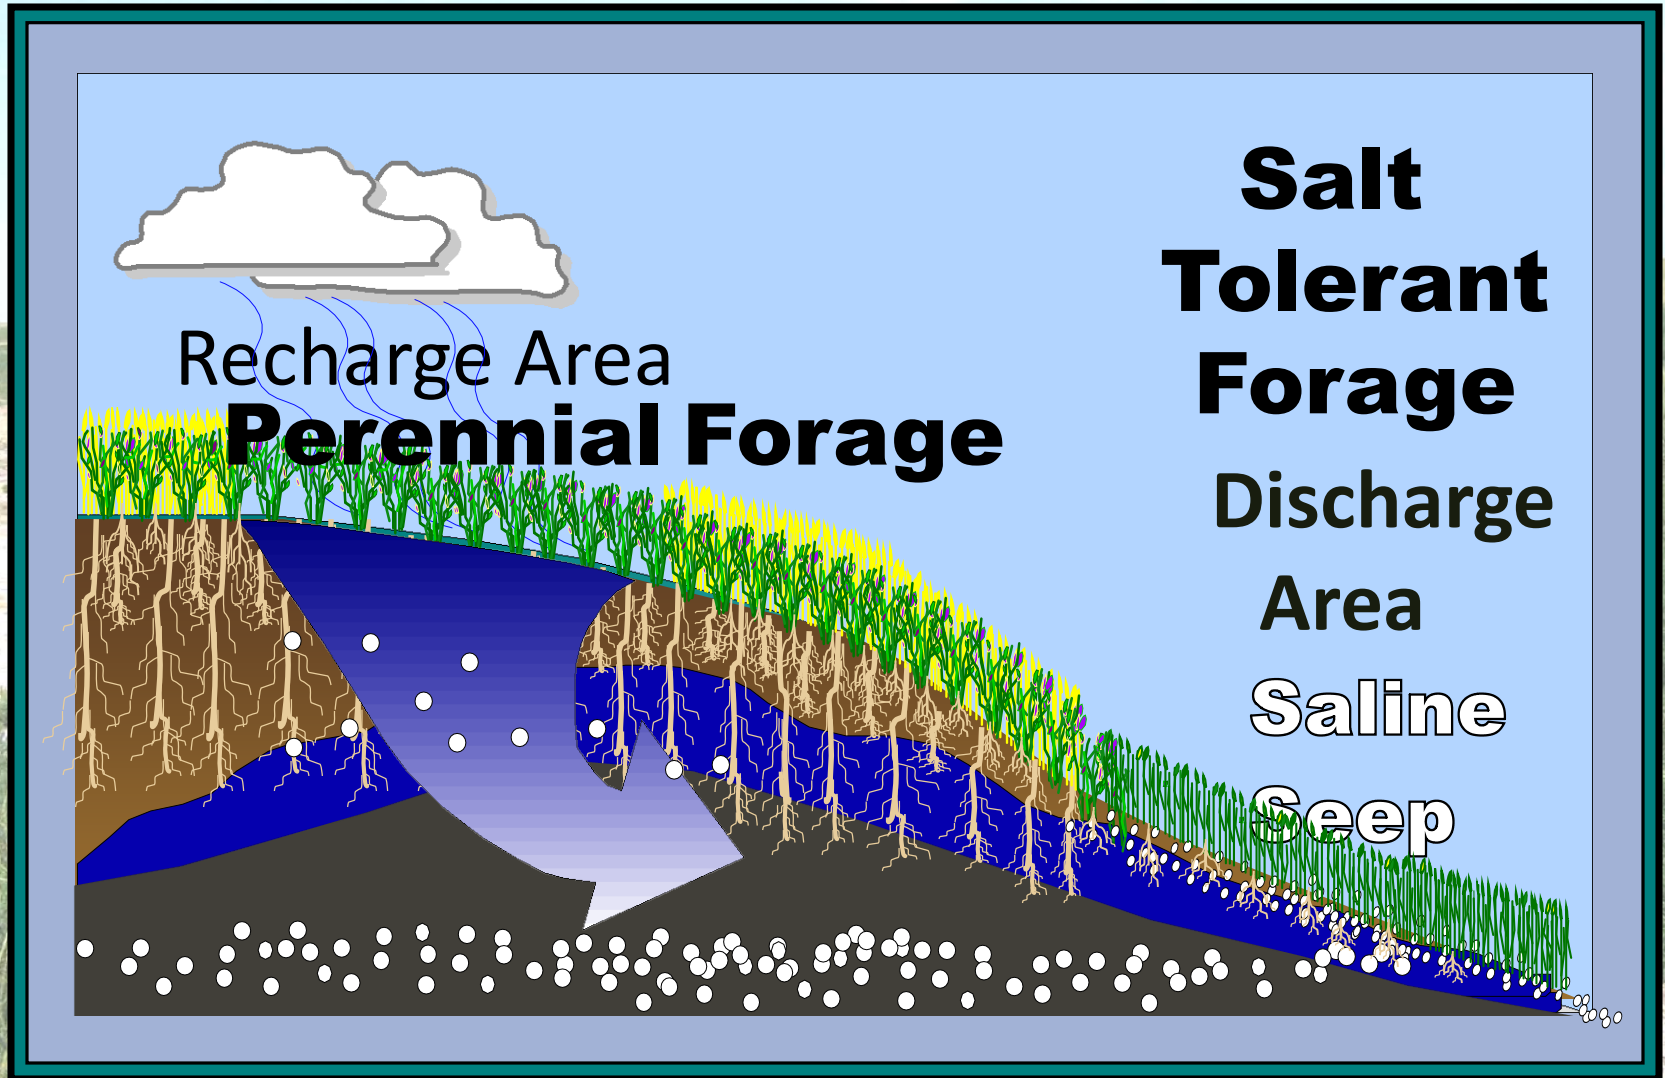 Recharge Area
Perennial Forage
Salt
Tolerant
Forage
Discharge
Area
Saline
Seep